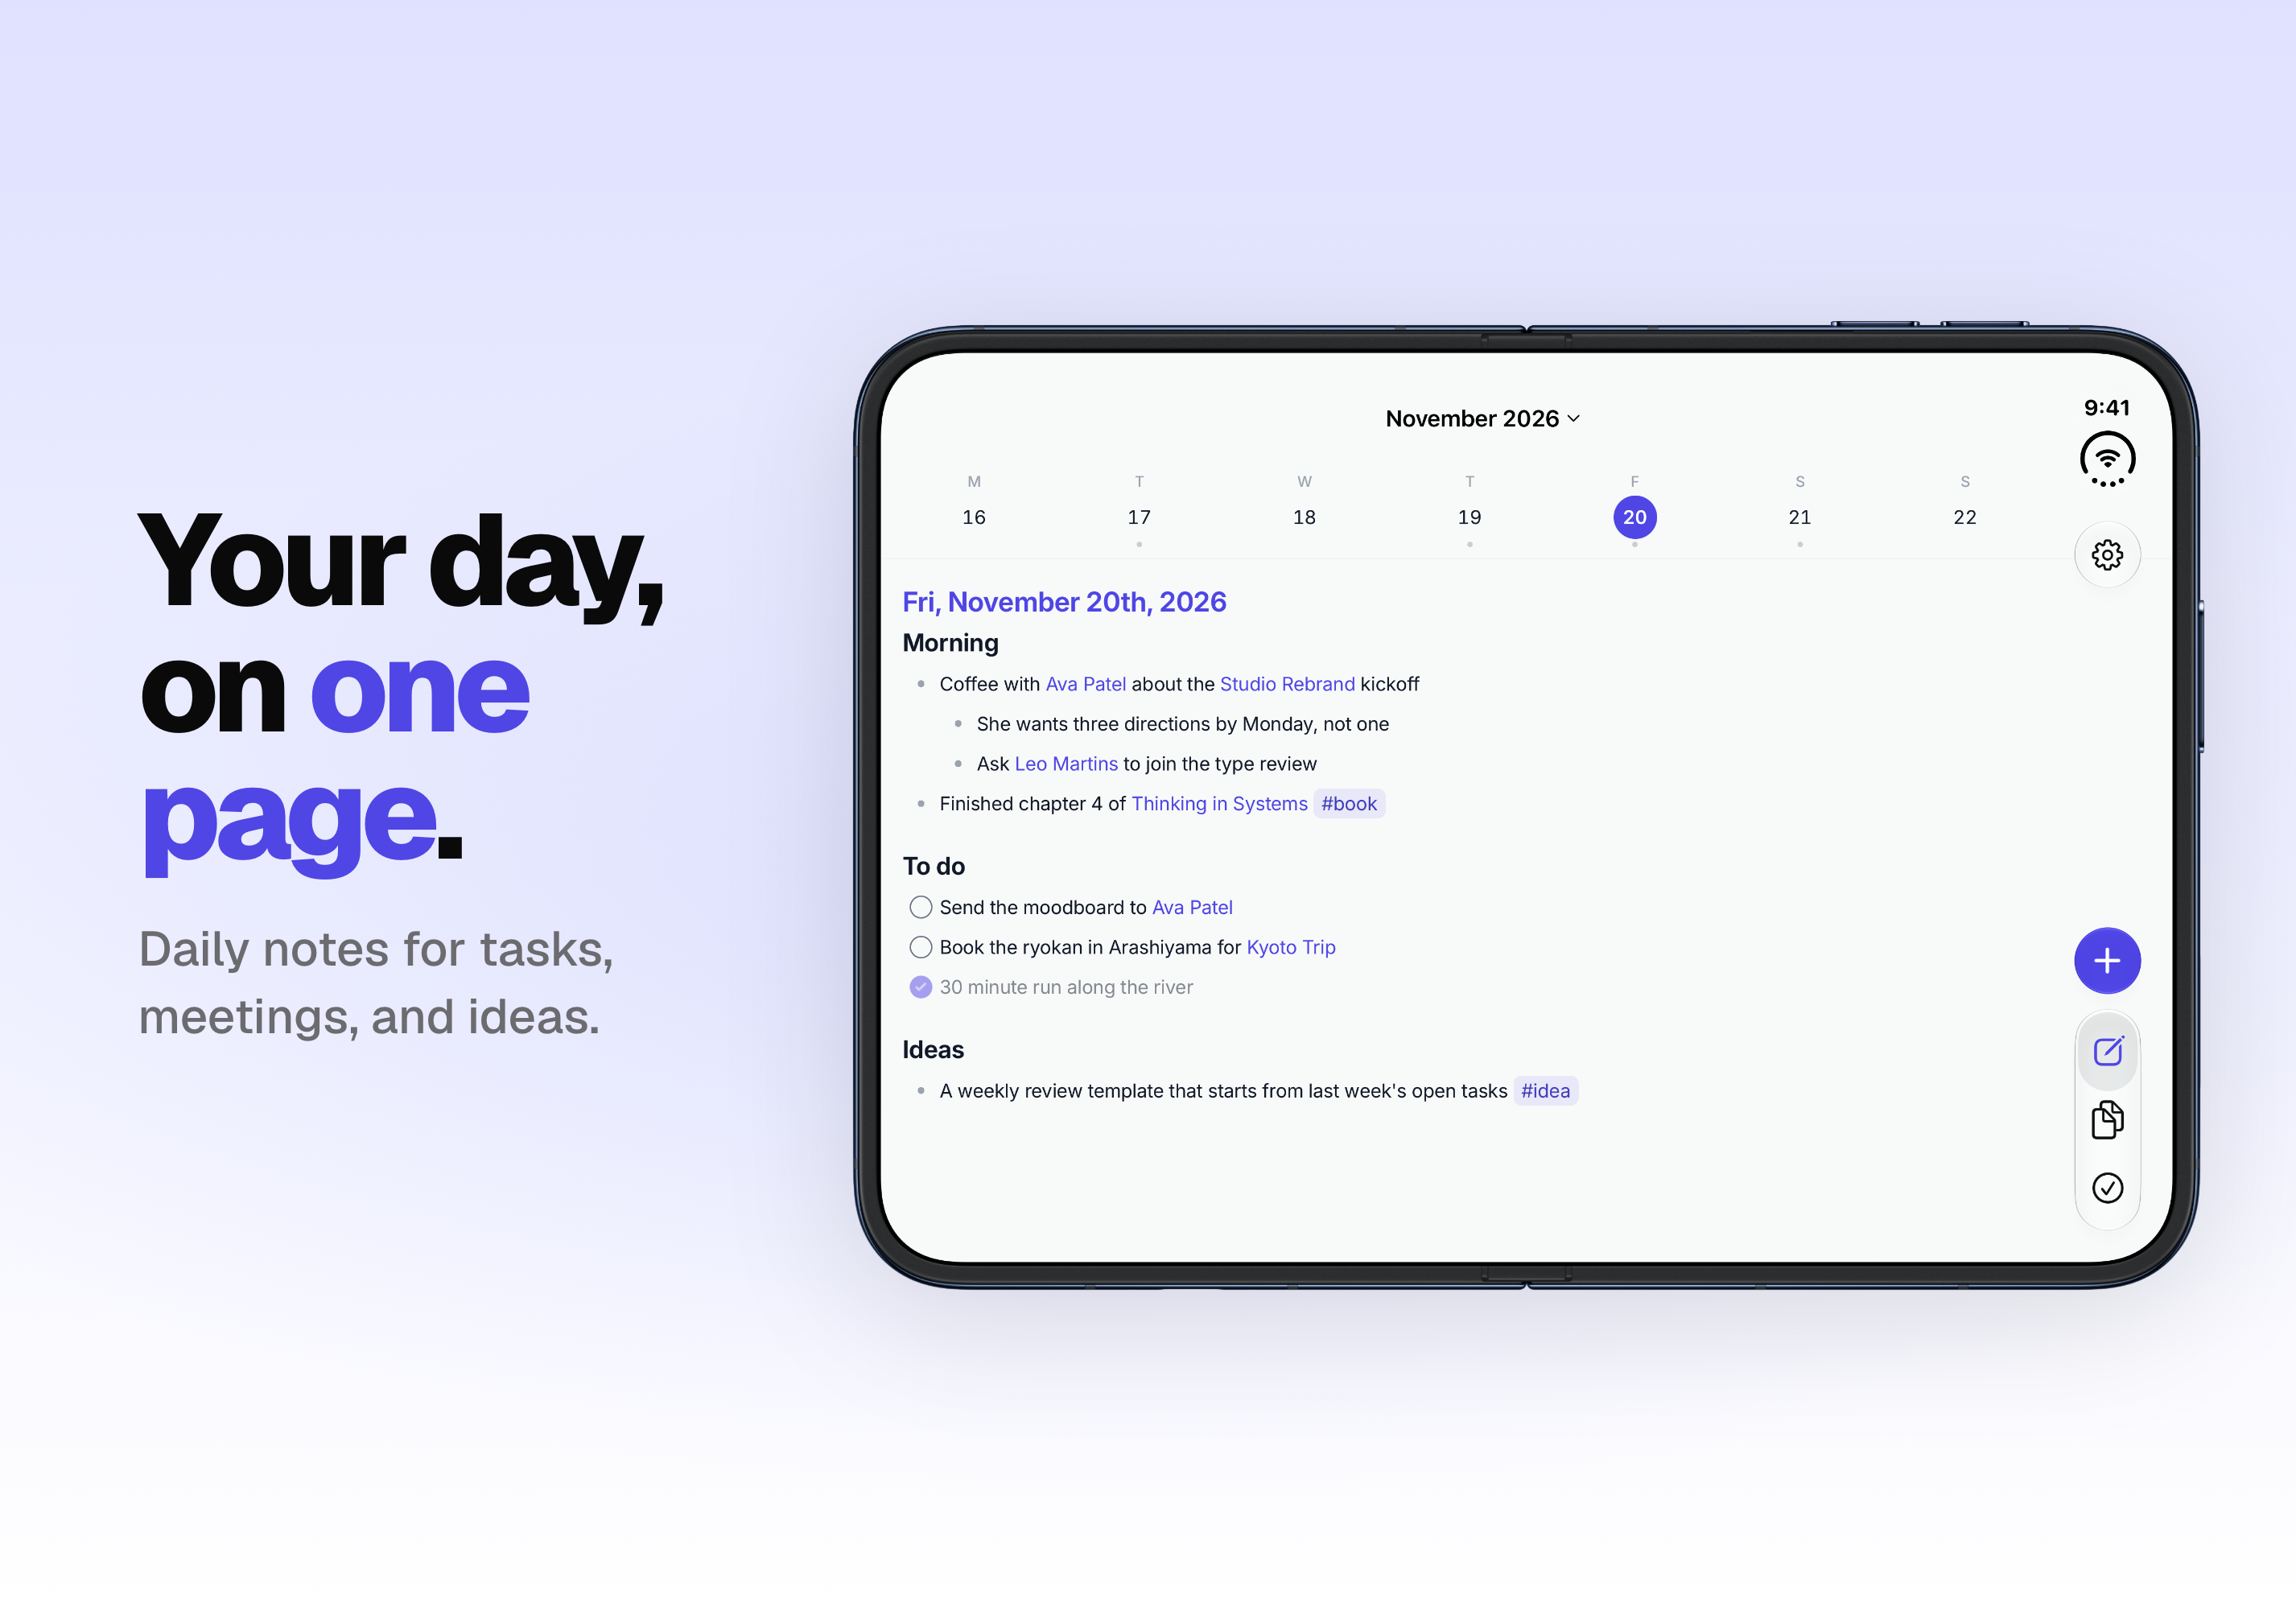 Your day,
on one
page.
Daily notes for tasks,
meetings, and ideas.
November 2026
9:41
M T W T F S S
16 17 18 19 20 21 22
Fri, November 20th, 2026
Morning
Coffee with Ava Patel about the Studio Rebrand kickoff
She wants three directions by Monday, not one
Ask Leo Martins to join the type review
Finished chapter 4 of Thinking in Systems #book
To do
Send the moodboard to Ava Patel
Book the ryokan in Arashiyama for Kyoto Trip
30 minute run along the river
Ideas
A weekly review template that starts from last week's open tasks #idea